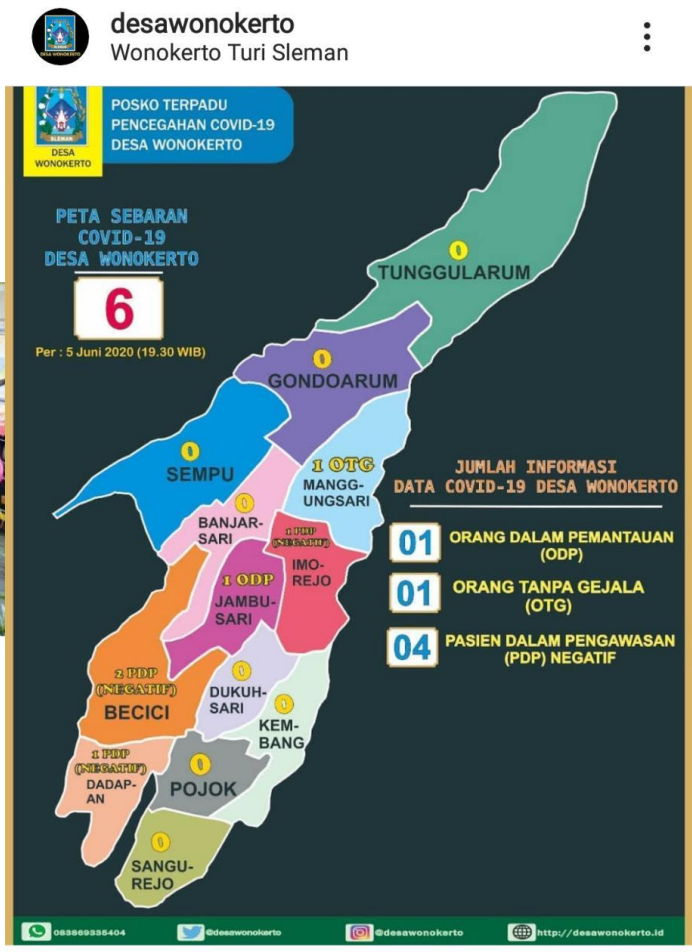 desawonokerto
Wonokerto Turi Sleman
SLEMAN
DESA
WONOKERTO
POSKO TERPADU
PENCEGAHAN COVID-19
DESA WONOKERTO
PETA SEBARAN
COVID-19
DESA WONOKERTO
6
Per : 5 Juni 2020 (19.30 WIB)
0
TUNGGULARUM
0
GONDOARUM
0
SEMPU
1 OTG
MANGG-
UNGSARI
0
BANJAR-
SARI
1 PDP
(NEGATIF)
IMO-
REJO
1 ODP
JAMBU-
SARI
2 PDP
(NEGATIF)
BECICI
0
DUKUH-
SARI
0
KEM-
BANG
1 PDP
(NEGATIF)
DADAP-
AN
0
POJOK
0
SANGU-
REJO
JUMLAH INFORMASI
DATA COVID-19 DESA WONOKERTO
01 ORANG DALAM PEMANTAUAN
(ODP)
01 ORANG TANPA GEJALA
(OTG)
04 PASIEN DALAM PENGAWASAN
(PDP) NEGATIF
083869335404 @desawonokerto @desawonokerto http://desawonokerto.id